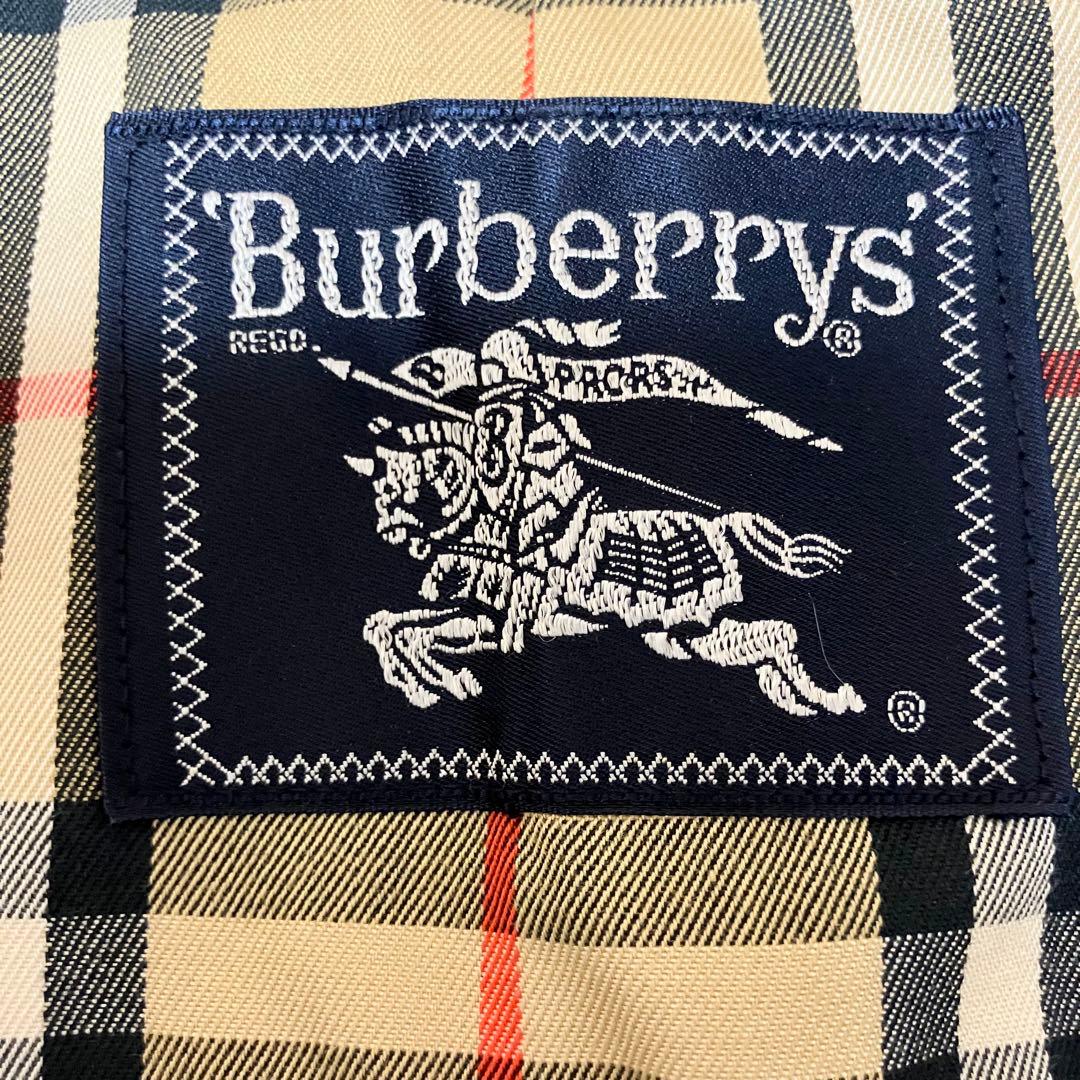 'Burberrys'
REGD. ®
B PRORSUM
®